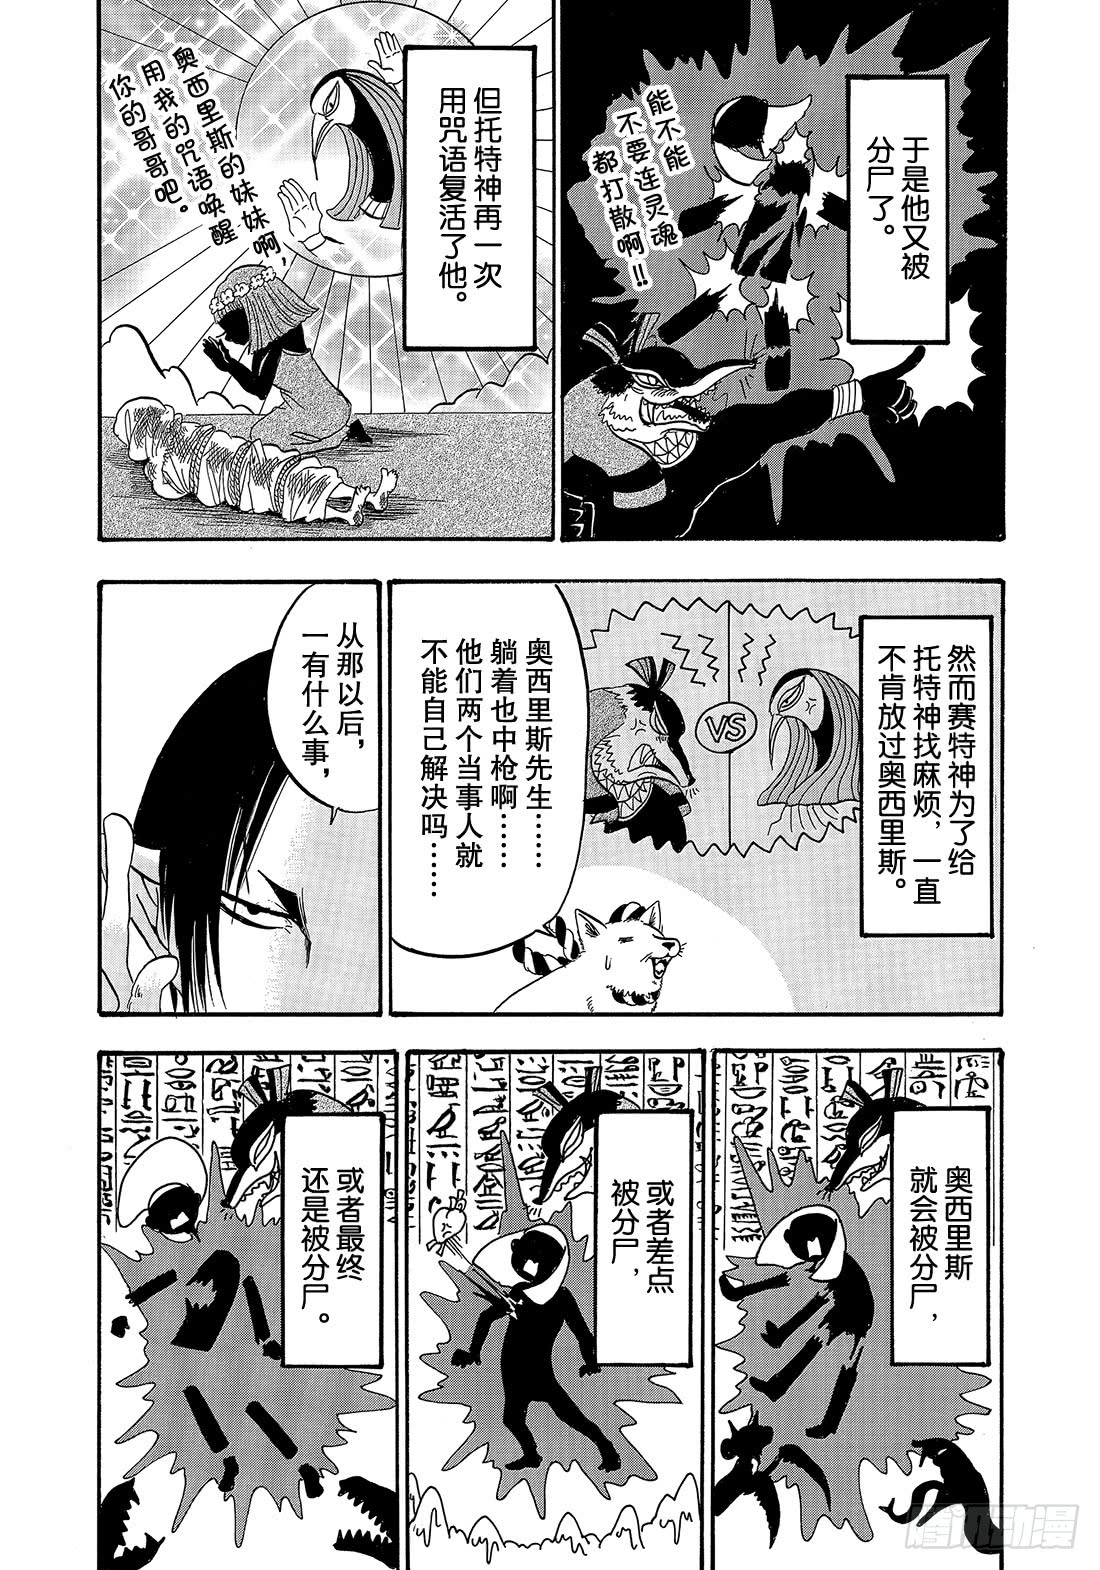 于是他又被
分尸了。
能不能
不要连灵魂
都打散啊!!
但托特神再一次
用咒语复活了他。
奥西里斯的妹妹啊，
用我的咒语唤醒
你的哥哥吧。
然而赛特神为了给
托特神找麻烦，一直
不肯放过奥西里斯。
VS
奥西里斯先生……
躺着也中枪啊……
他们两个当事人就
不能自己解决吗……
从那以后，
一有什么事，
奥西里斯
就会被分尸，
或者差点
被分尸，
或者最终
还是被分尸。
腾讯动漫